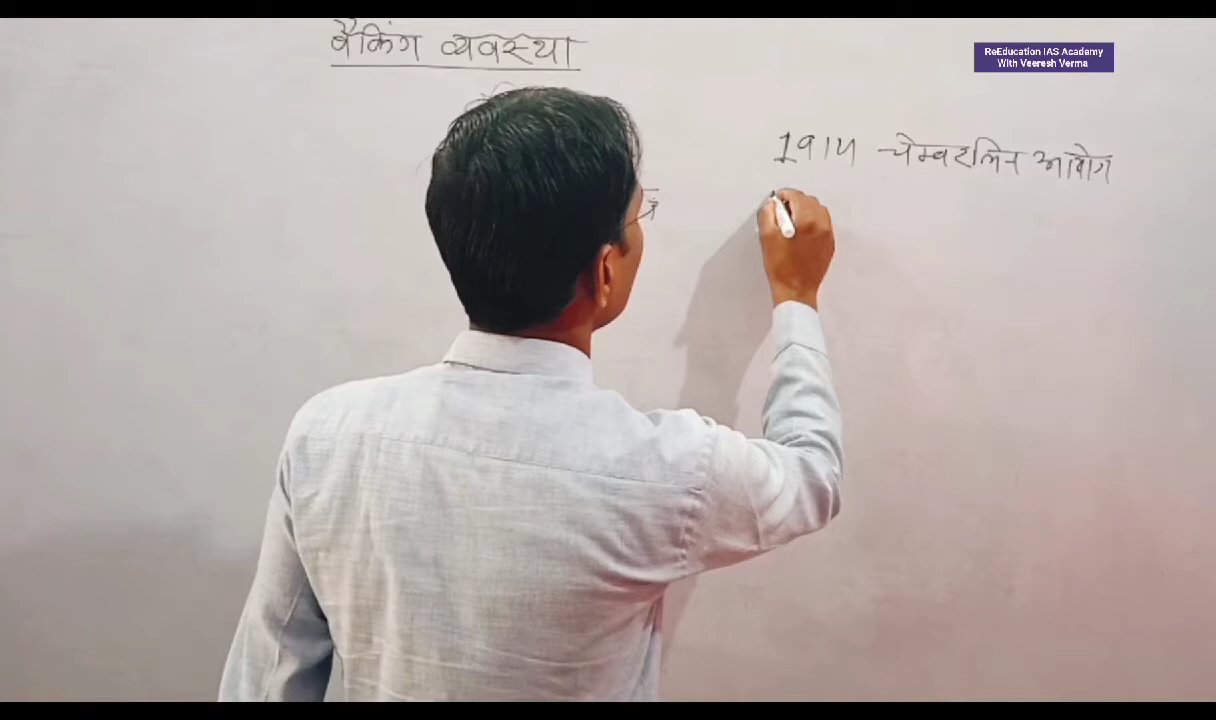 बैंकिंग व्यवस्था
ReEducation IAS Academy
With Veeresh Verma
1914 चेम्बरलिन आयोग